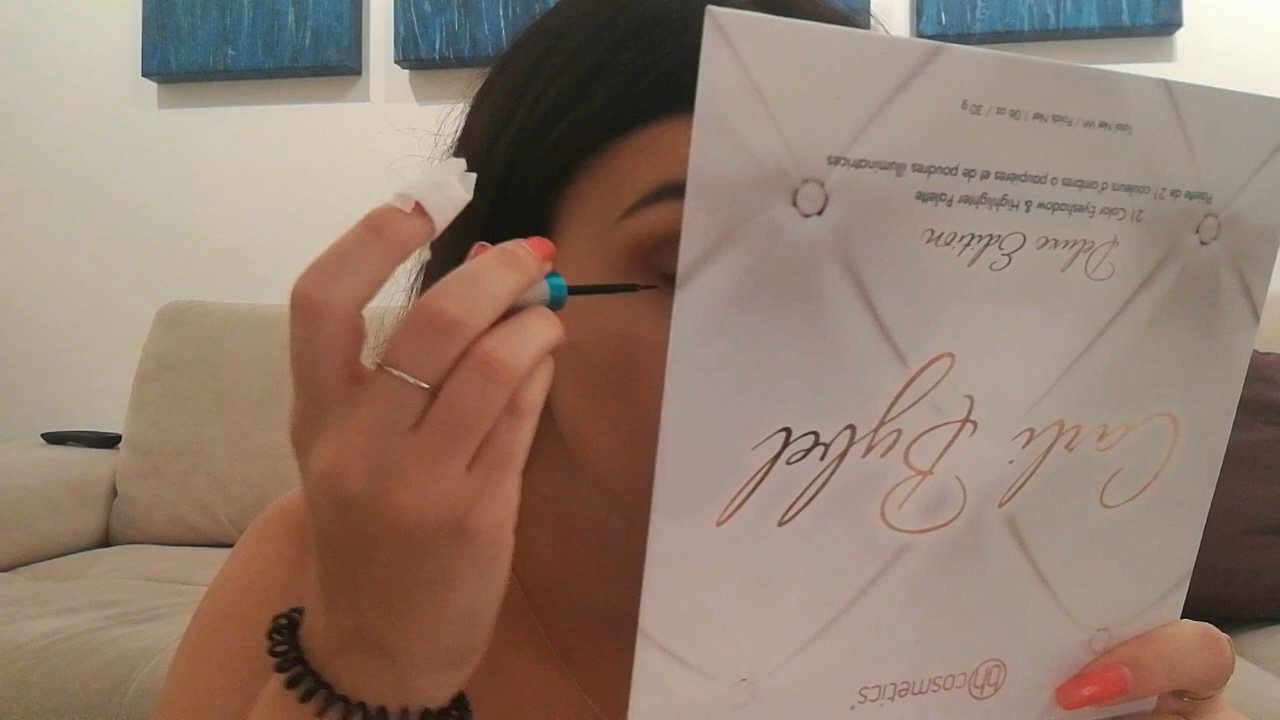 bh cosmetics®
Carli Bybel
Deluxe Edition
21 Color Eyeshadow & Highlighter Palette
Palette de 21 couleurs d'ombres à paupières et de poudres illuminatrices
Total Net Wt / Poids Net 1.06 oz / 30 g